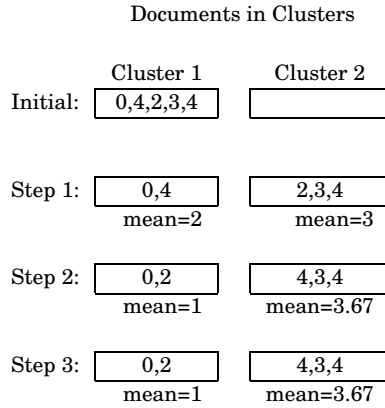 Documents in Clusters
Cluster 1 Cluster 2
Initial: 0,4,2,3,4
Step 1: 0,4 2,3,4
mean=2 mean=3
Step 2: 0,2 4,3,4
mean=1 mean=3.67
Step 3: 0,2 4,3,4
mean=1 mean=3.67